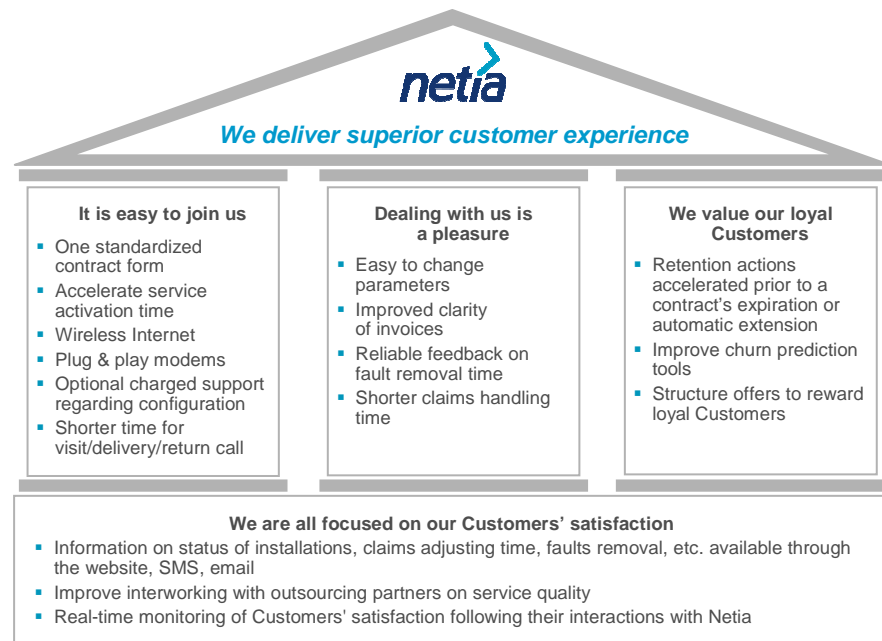 netia
We deliver superior customer experience
It is easy to join us
▪ One standardized
contract form
▪ Accelerate service
activation time
▪ Wireless Internet
▪ Plug & play modems
▪ Optional charged support
regarding configuration
▪ Shorter time for
visit/delivery/return call
Dealing with us is
a pleasure
▪ Easy to change
parameters
▪ Improved clarity
of invoices
▪ Reliable feedback on
fault removal time
▪ Shorter claims handling
time
We value our loyal
Customers
▪ Retention actions
accelerated prior to a
contract’s expiration or
automatic extension
▪ Improve churn prediction
tools
▪ Structure offers to reward
loyal Customers
We are all focused on our Customers’ satisfaction
▪ Information on status of installations, claims adjusting time, faults removal, etc. available through
the website, SMS, email
▪ Improve interworking with outsourcing partners on service quality
▪ Real-time monitoring of Customers' satisfaction following their interactions with Netia